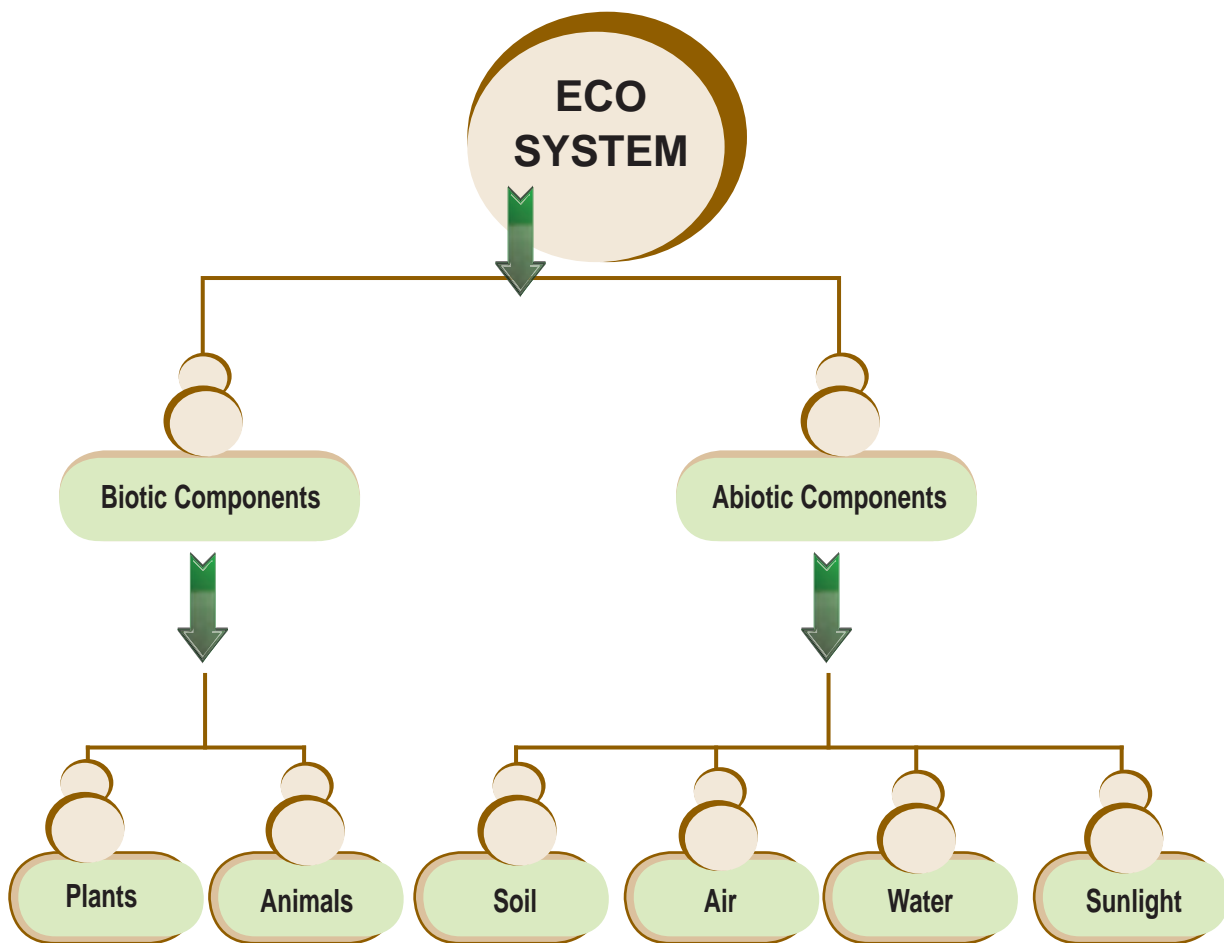 ECO
SYSTEM
Biotic Components
Abiotic Components
Plants
Animals
Soil
Air
Water
Sunlight